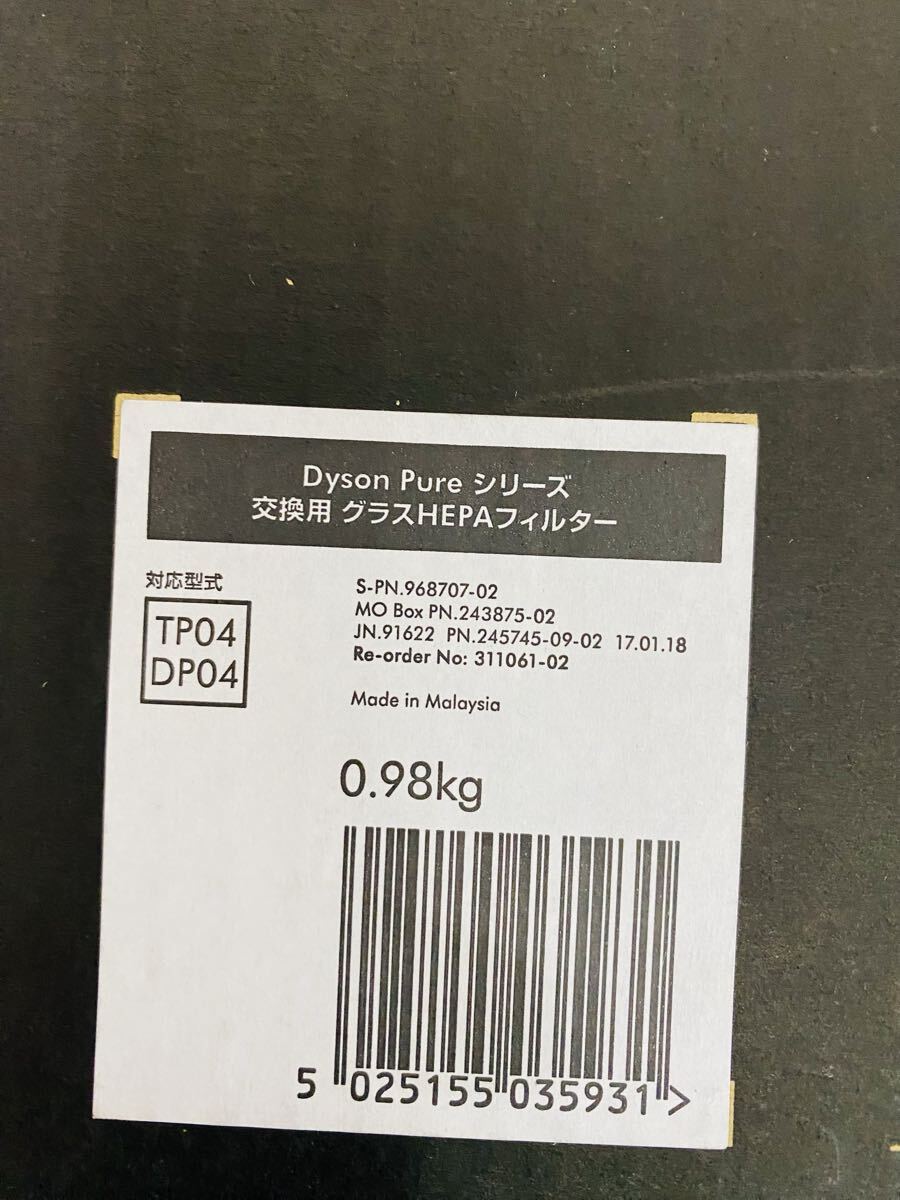 Dyson Pure シリーズ
交換用 グラスHEPAフィルター
対応型式
TP04
DP04
S-PN.968707-02
MO Box PN.243875-02
JN.91622 PN.245745-09-02 17.01.18
Re-order No: 311061-02
Made in Malaysia
0.98kg
5 025155 035931 >